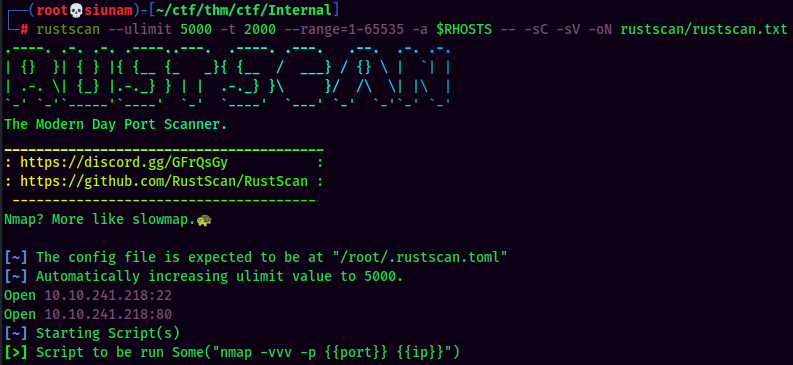 ┌──(root💀siunam)-[~/ctf/thm/ctf/Internal]
└─# rustscan --ulimit 5000 -t 2000 --range=1-65535 -a $RHOSTS -- -sC -sV -oN rustscan/rustscan.txt
.----. .-. .-. .----..---.  .----. .---.   .--.  .-. .-.
| {}  }| { } |{ {__ {_   _}{ {__  /  ___} / {} \ |  `| |
| .-. \| {_} |.-._} } | |  .-._} }\     }/  /\  \| |\  |
`-' `-'`-----'`----'  `-'  `----'  `---' `-'  `-'`-' `-'
The Modern Day Port Scanner.
________________________________________
: https://discord.gg/GFrQsGy           :
: https://github.com/RustScan/RustScan :
 --------------------------------------
Nmap? More like slowmap.🐢
[~] The config file is expected to be at "/root/.rustscan.toml"
[~] Automatically increasing ulimit value to 5000.
Open 10.10.241.218:22
Open 10.10.241.218:80
[~] Starting Script(s)
[>] Script to be run Some("nmap -vvv -p {{port}} {{ip}}")